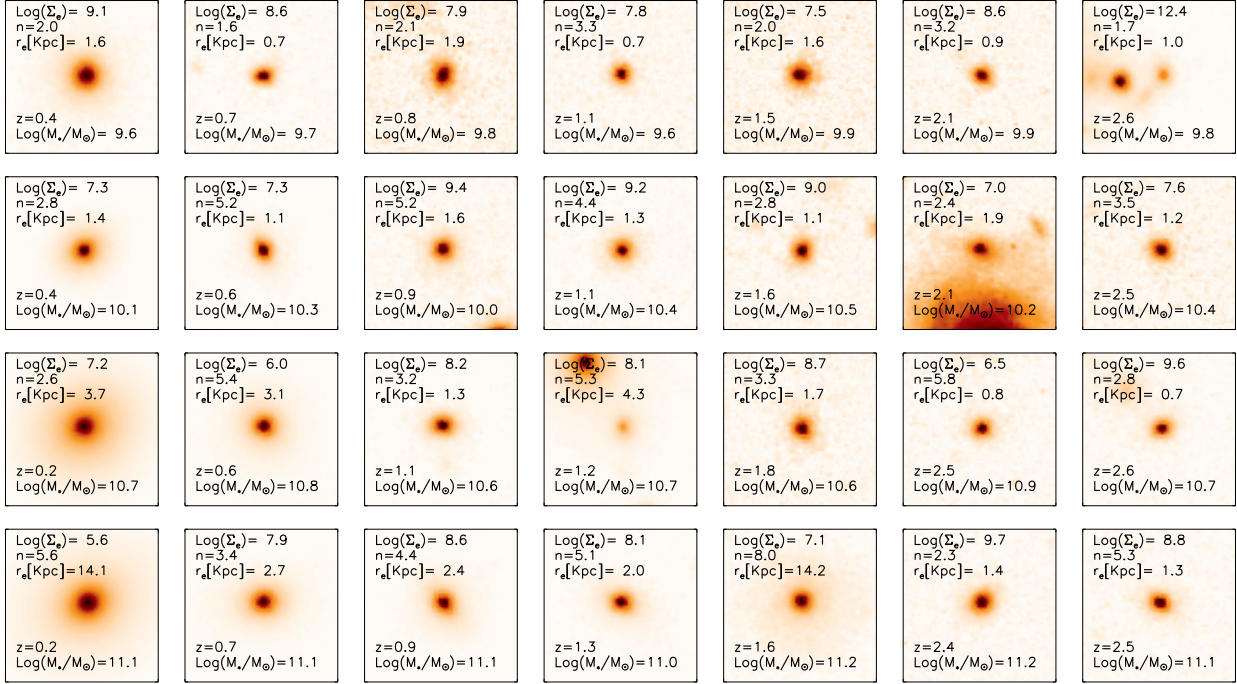 Log(Σₑ)= 9.1
n=2.0
rₑ[Kpc]= 1.6
z=0.4
Log(M⋆/M⊙)= 9.6
Log(Σₑ)= 8.6
n=1.6
rₑ[Kpc]= 0.7
z=0.7
Log(M⋆/M⊙)= 9.7
Log(Σₑ)= 7.9
n=2.1
rₑ[Kpc]= 1.9
z=0.8
Log(M⋆/M⊙)= 9.8
Log(Σₑ)= 7.8
n=3.3
rₑ[Kpc]= 0.7
z=1.1
Log(M⋆/M⊙)= 9.6
Log(Σₑ)= 7.5
n=2.0
rₑ[Kpc]= 1.6
z=1.5
Log(M⋆/M⊙)= 9.9
Log(Σₑ)= 8.6
n=3.2
rₑ[Kpc]= 0.9
z=2.1
Log(M⋆/M⊙)= 9.9
Log(Σₑ)=12.4
n=1.7
rₑ[Kpc]= 1.0
z=2.6
Log(M⋆/M⊙)= 9.8
Log(Σₑ)= 7.3
n=2.8
rₑ[Kpc]= 1.4
z=0.4
Log(M⋆/M⊙)=10.1
Log(Σₑ)= 7.3
n=5.2
rₑ[Kpc]= 1.1
z=0.6
Log(M⋆/M⊙)=10.3
Log(Σₑ)= 9.4
n=5.2
rₑ[Kpc]= 1.6
z=0.9
Log(M⋆/M⊙)=10.0
Log(Σₑ)= 9.2
n=4.4
rₑ[Kpc]= 1.3
z=1.1
Log(M⋆/M⊙)=10.4
Log(Σₑ)= 9.0
n=2.8
rₑ[Kpc]= 1.1
z=1.6
Log(M⋆/M⊙)=10.5
Log(Σₑ)= 7.0
n=2.4
rₑ[Kpc]= 1.9
z=2.1
Log(M⋆/M⊙)=10.2
Log(Σₑ)= 7.6
n=3.5
rₑ[Kpc]= 1.2
z=2.5
Log(M⋆/M⊙)=10.4
Log(Σₑ)= 7.2
n=2.6
rₑ[Kpc]= 3.7
z=0.2
Log(M⋆/M⊙)=10.7
Log(Σₑ)= 6.0
n=5.4
rₑ[Kpc]= 3.1
z=0.6
Log(M⋆/M⊙)=10.8
Log(Σₑ)= 8.2
n=3.2
rₑ[Kpc]= 1.3
z=1.1
Log(M⋆/M⊙)=10.6
Log(Σₑ)= 8.1
n=5.3
rₑ[Kpc]= 4.3
z=1.2
Log(M⋆/M⊙)=10.7
Log(Σₑ)= 8.7
n=3.3
rₑ[Kpc]= 1.7
z=1.8
Log(M⋆/M⊙)=10.6
Log(Σₑ)= 6.5
n=5.8
rₑ[Kpc]= 0.8
z=2.5
Log(M⋆/M⊙)=10.9
Log(Σₑ)= 9.6
n=2.8
rₑ[Kpc]= 0.7
z=2.6
Log(M⋆/M⊙)=10.7
Log(Σₑ)= 5.6
n=5.6
rₑ[Kpc]=14.1
z=0.2
Log(M⋆/M⊙)=11.1
Log(Σₑ)= 7.9
n=3.4
rₑ[Kpc]= 2.7
z=0.7
Log(M⋆/M⊙)=11.1
Log(Σₑ)= 8.6
n=4.4
rₑ[Kpc]= 2.4
z=0.9
Log(M⋆/M⊙)=11.1
Log(Σₑ)= 8.1
n=5.1
rₑ[Kpc]= 2.0
z=1.3
Log(M⋆/M⊙)=11.0
Log(Σₑ)= 7.1
n=8.0
rₑ[Kpc]=14.2
z=1.6
Log(M⋆/M⊙)=11.2
Log(Σₑ)= 9.7
n=2.3
rₑ[Kpc]= 1.4
z=2.4
Log(M⋆/M⊙)=11.2
Log(Σₑ)= 8.8
n=5.3
rₑ[Kpc]= 1.3
z=2.5
Log(M⋆/M⊙)=11.1